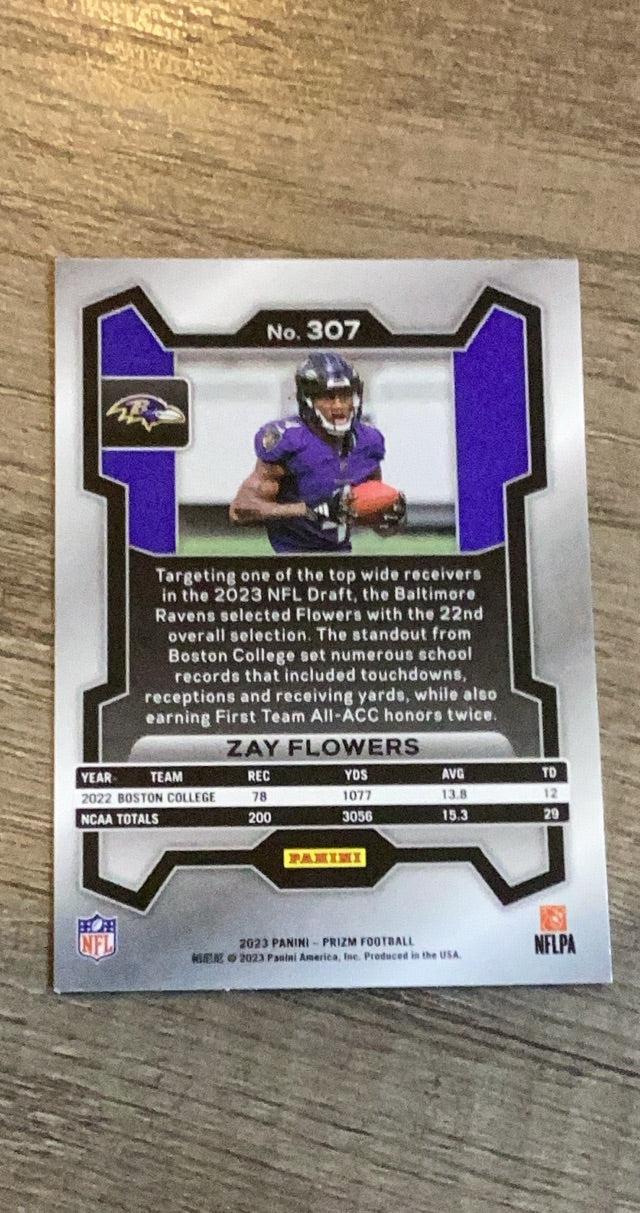 No. 307
Targeting one of the top wide receivers
in the 2023 NFL Draft, the Baltimore
Ravens selected Flowers with the 22nd
overall selection. The standout from
Boston College set numerous school
records that included touchdowns,
receptions and receiving yards, while also
earning First Team All-ACC honors twice.
ZAY FLOWERS
YEAR TEAM REC YDS AVG TD
2022 BOSTON COLLEGE 78 1077 13.8 12
NCAA TOTALS 200 3056 15.3 29
PANINI
NFL
NFLPA
2023 PANINI – PRIZM FOOTBALL
© 2023 Panini America, Inc. Produced in the USA.